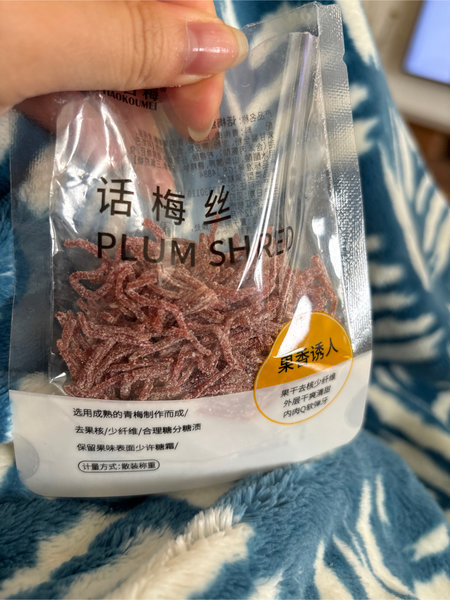 话梅丝
PLUM SHRED
果香诱人
果干去核少纤维
外层干爽清甜
内肉Q软弹牙
选用成熟的青梅制作而成/
去果核/少纤维/合理糖分糖渍
保留果味表面少许糖霜/
计量方式:散装称重